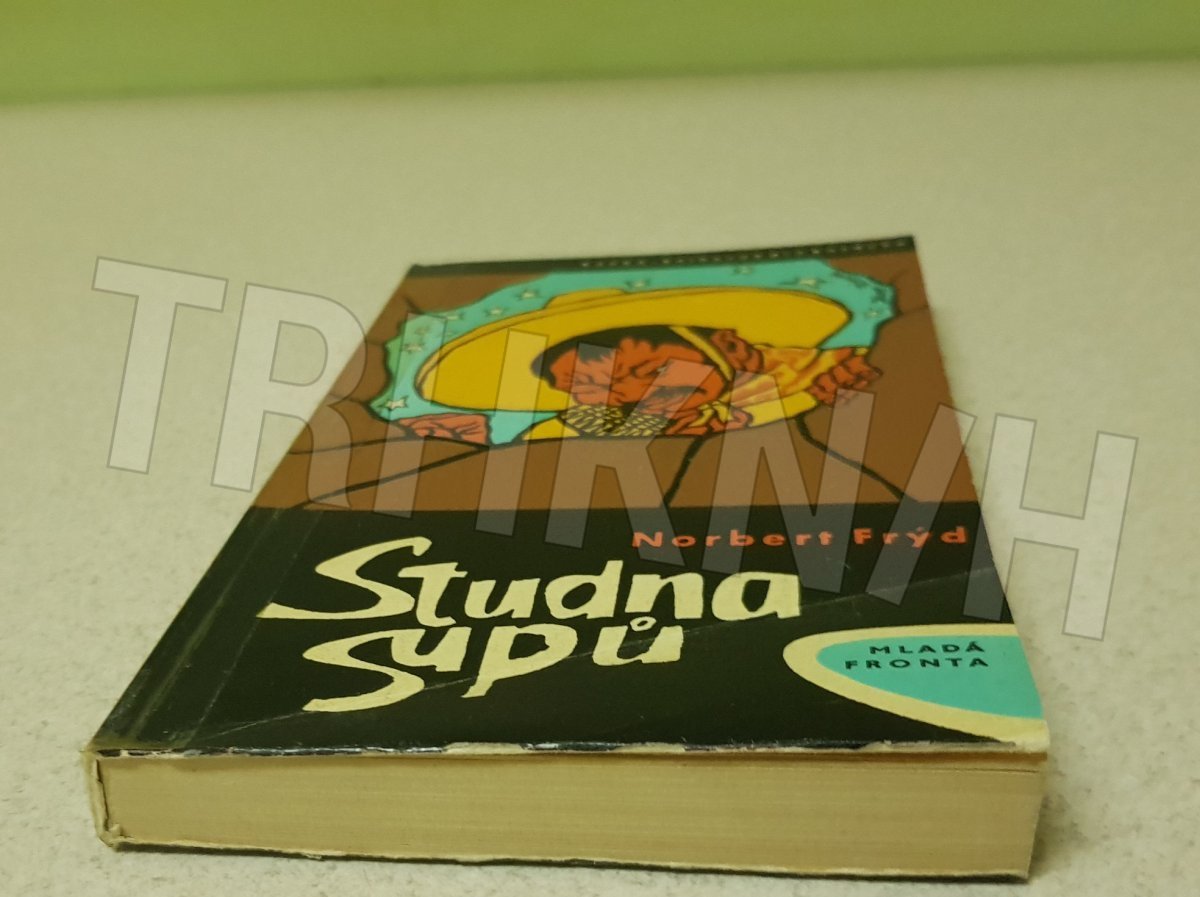 Norbert Frýd
Studna
Supů
MLADÁ
FRONTA
TRHKNIH